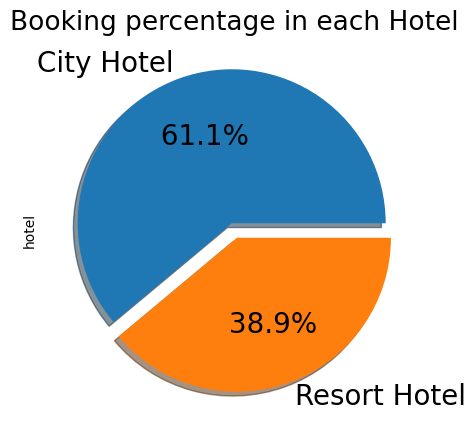 Booking percentage in each Hotel
City Hotel
61.1%
hotel
38.9%
Resort Hotel